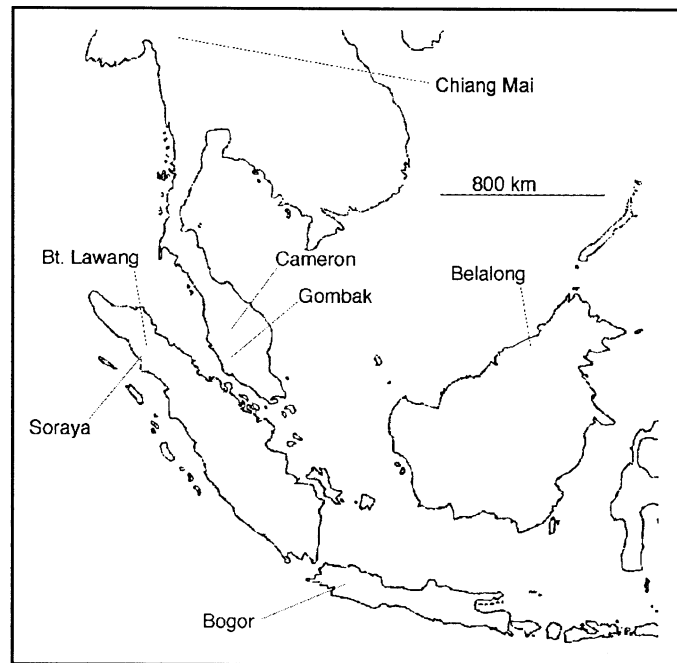 Chiang Mai
800 km
Bt. Lawang
Cameron
Belalong
Gombak
Soraya
Bogor